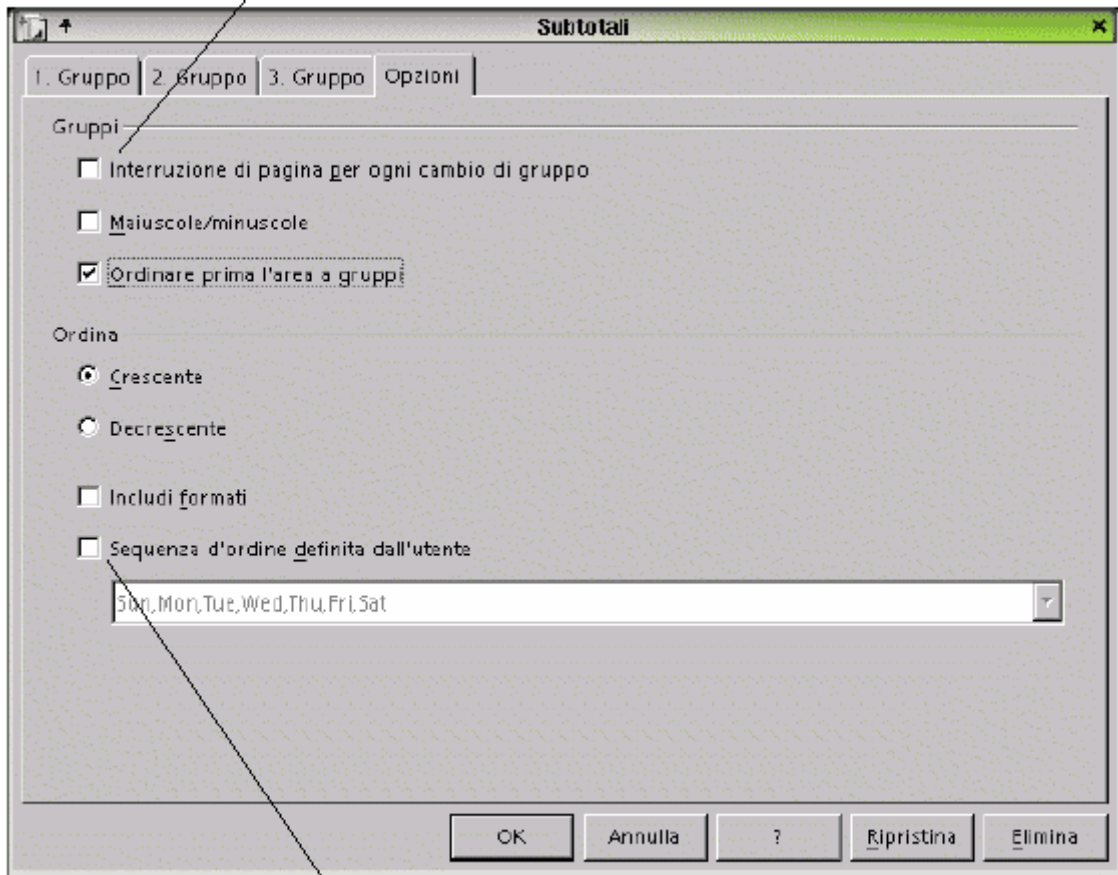 Subtotali
1. Gruppo 2. Gruppo 3. Gruppo Opzioni
Gruppi
Interruzione di pagina per ogni cambio di gruppo
Maiuscole/minuscole
Ordinare prima l'area a gruppi
Ordina
Crescente
Decrescente
Includi formati
Sequenza d'ordine definita dall'utente
Sun,Mon,Tue,Wed,Thu,Fri,Sat
OK Annulla ? Ripristina Elimina